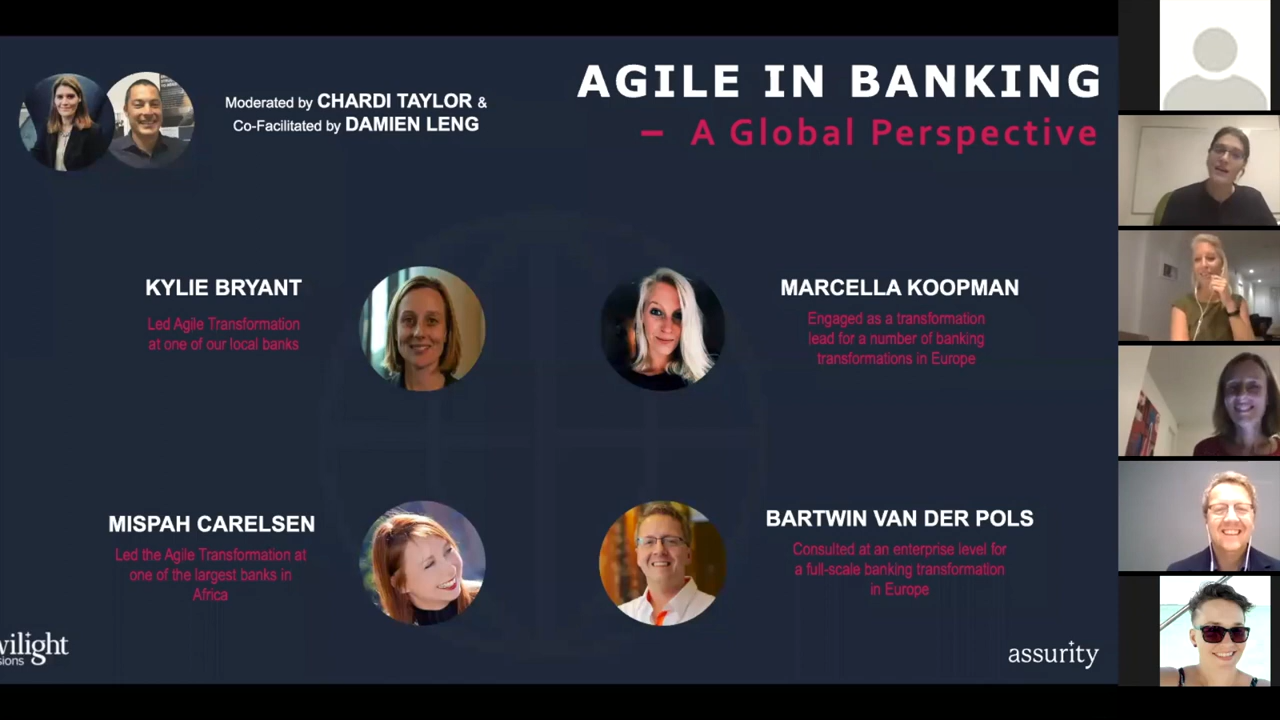 Moderated by CHARDI TAYLOR &
Co-Facilitated by DAMIEN LENG
AGILE IN BANKING
– A Global Perspective
KYLIE BRYANT
Led Agile Transformation
at one of our local banks
MARCELLA KOOPMAN
Engaged as a transformation
lead for a number of banking
transformations in Europe
MISPAH CARELSEN
Led the Agile Transformation at
one of the largest banks in
Africa
BARTWIN VAN DER POLS
Consulted at an enterprise level for
a full-scale banking transformation
in Europe
wilight
sions
assurity